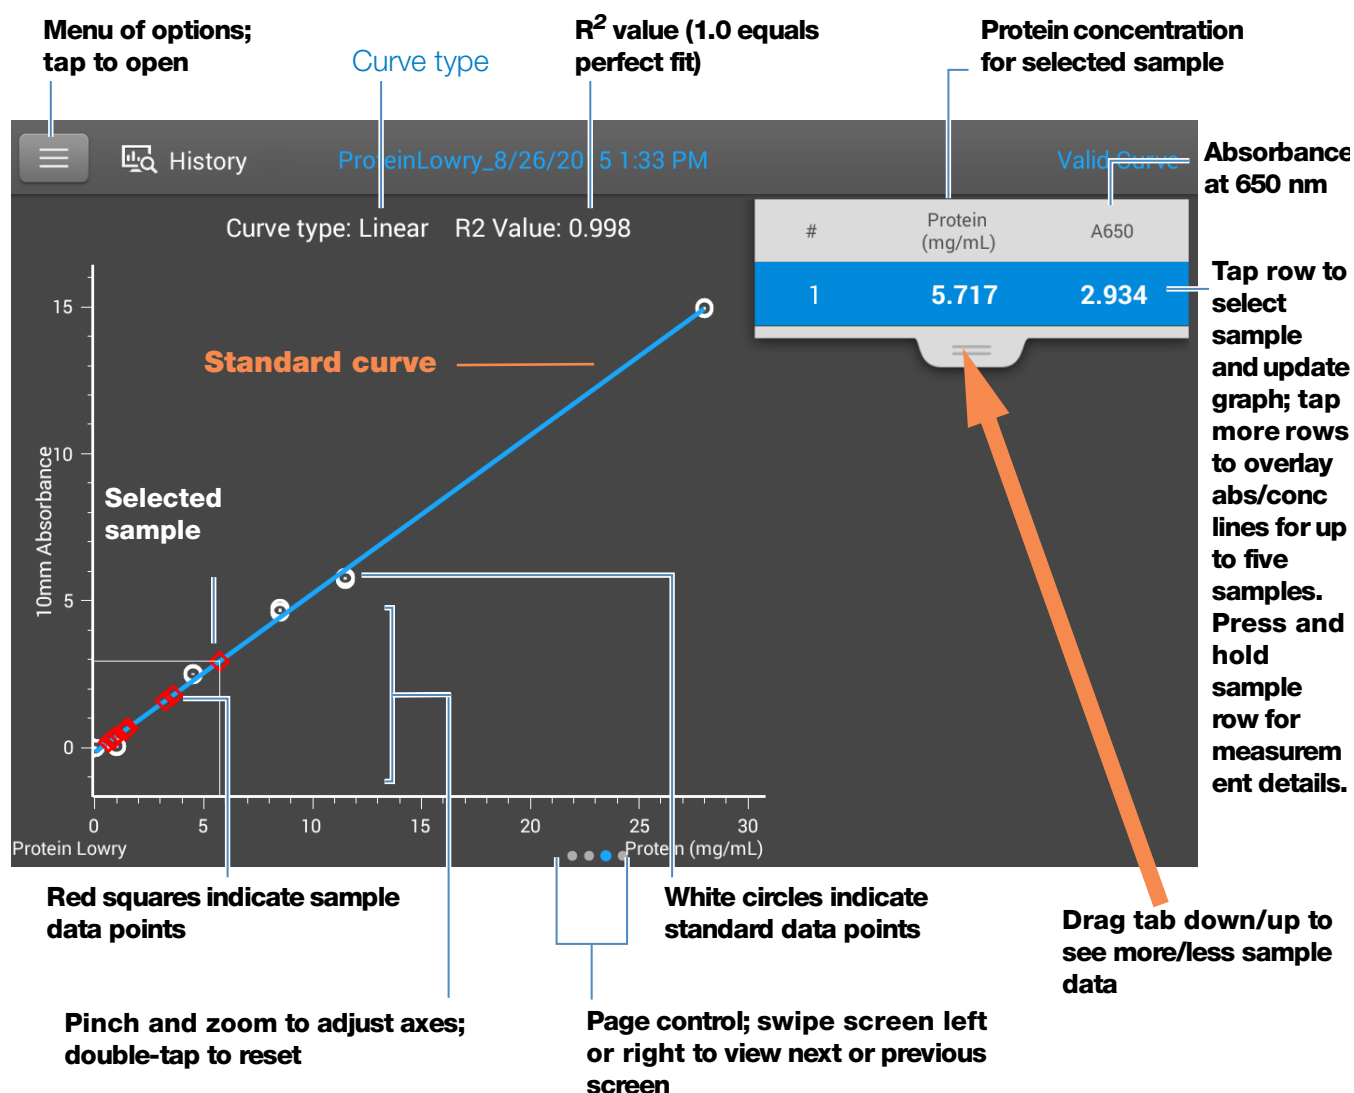 Menu of options;
tap to open
Curve type
R2 value (1.0 equals
perfect fit)
Protein concentration
for selected sample
History
ProteinLowry_8/26/2015 1:33 PM
Valid Curve
Absorbance
at 650 nm
Curve type: Linear R2 Value: 0.998
# Protein (mg/mL) A650
1 5.717 2.934
Tap row to
select
sample
and update
graph; tap
more rows
to overlay
abs/conc
lines for up
to five
samples.
Press and
hold
sample
row for
measurem
ent details.
Standard curve
Selected
sample
10mm Absorbance
15
10
5
0
0 5 10 15 20 25 30
Protein Lowry
Protein (mg/mL)
Red squares indicate sample
data points
White circles indicate
standard data points
Drag tab down/up to
see more/less sample
data
Pinch and zoom to adjust axes;
double-tap to reset
Page control; swipe screen left
or right to view next or previous
screen